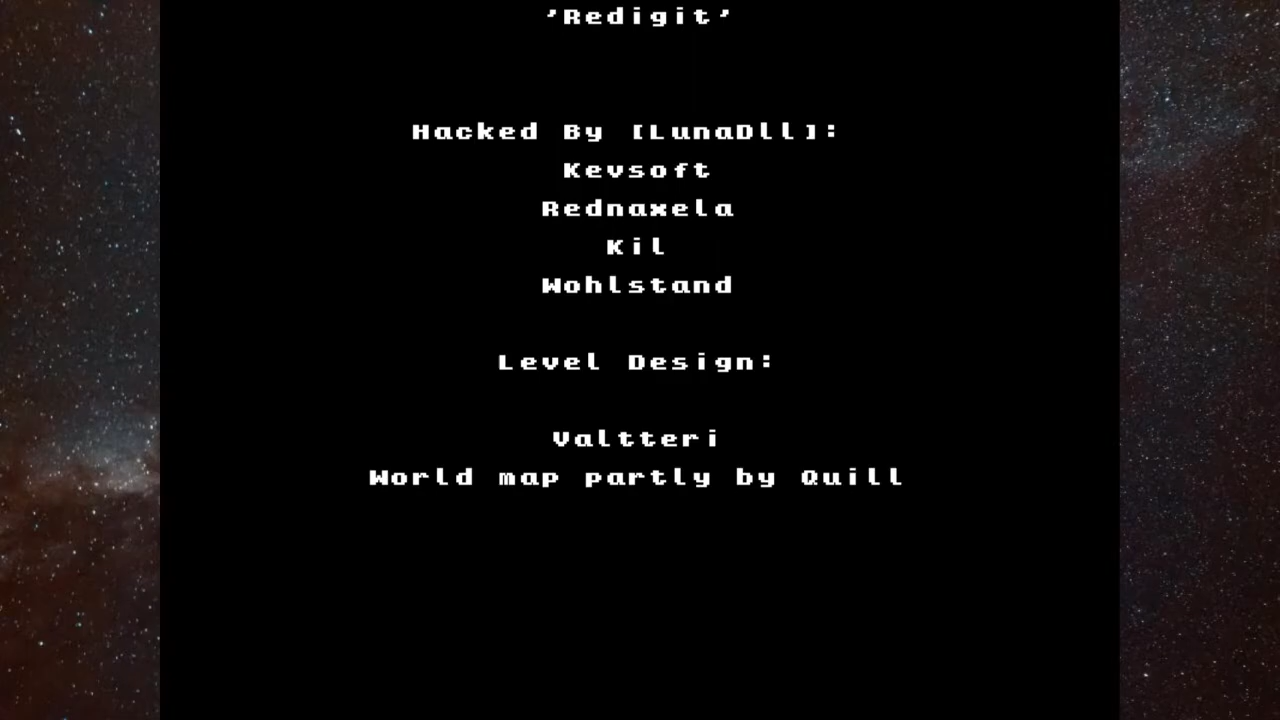 'Redigit'
Hacked By [LunaDll]:
Kevsoft
Rednaxela
Kil
Wohlstand
Level Design:
Valtteri
World map partly by Quill